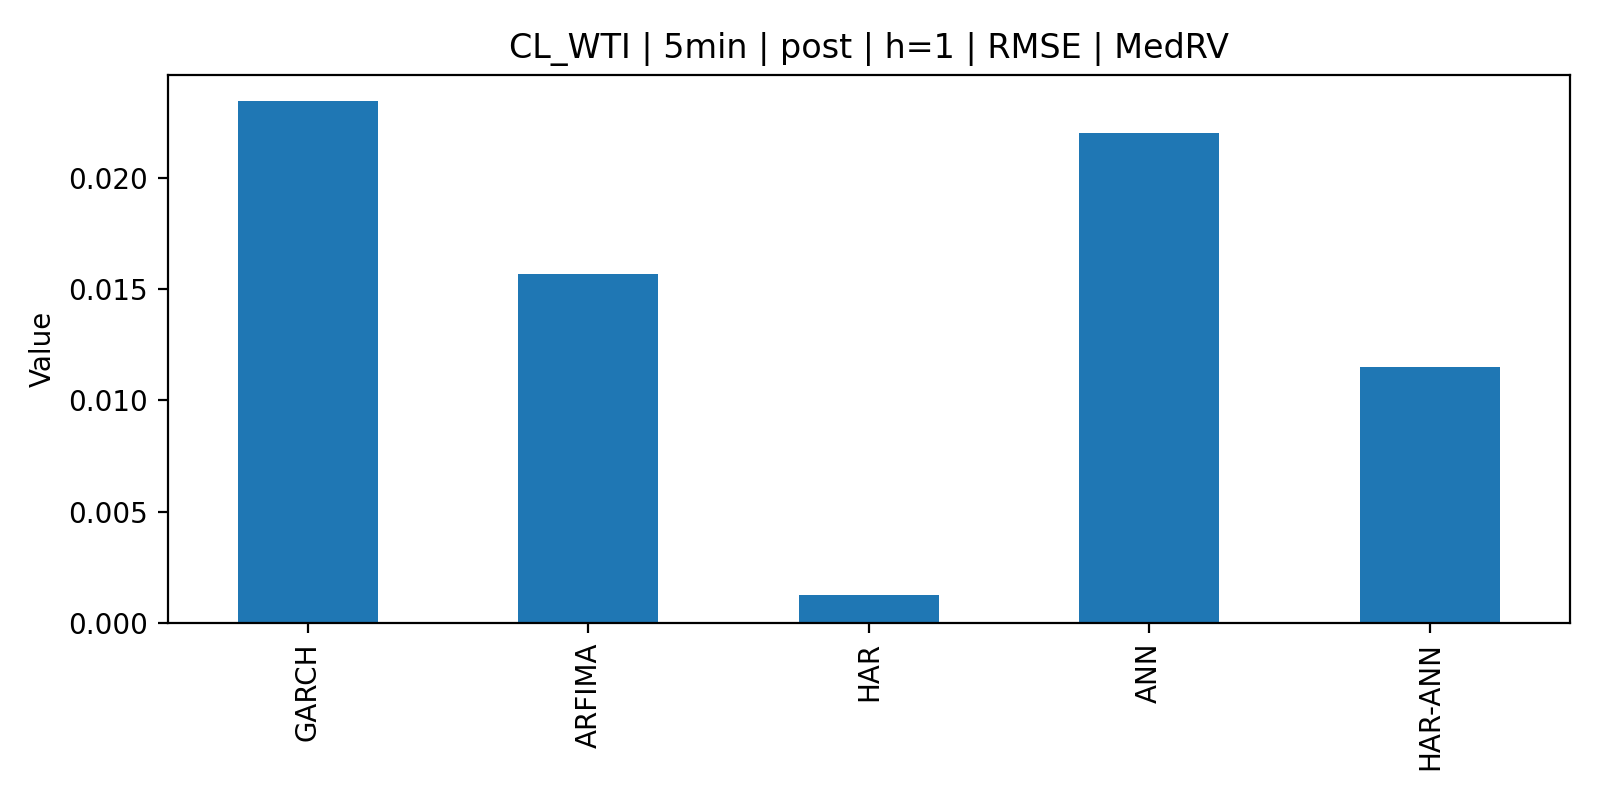 CL_WTI | 5min | post | h=1 | RMSE | MedRV
Value
0.020
0.015
0.010
0.005
0.000
GARCH
ARFIMA
HAR
ANN
HAR-ANN